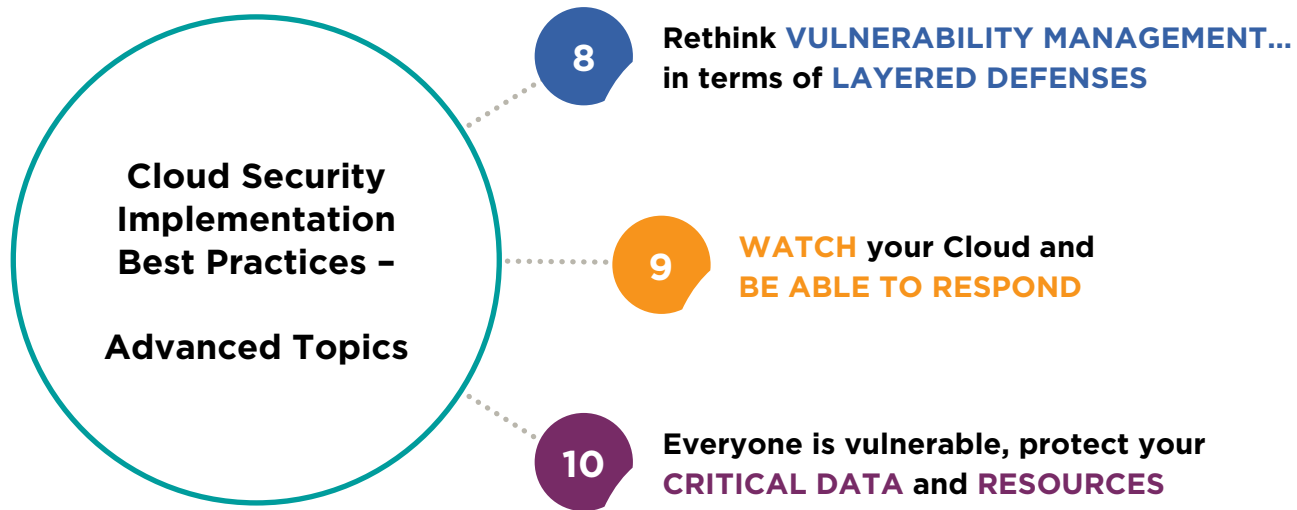 Cloud Security
Implementation
Best Practices –
Advanced Topics
8
Rethink VULNERABILITY MANAGEMENT...
in terms of LAYERED DEFENSES
9
WATCH your Cloud and
BE ABLE TO RESPOND
10
Everyone is vulnerable, protect your
CRITICAL DATA and RESOURCES